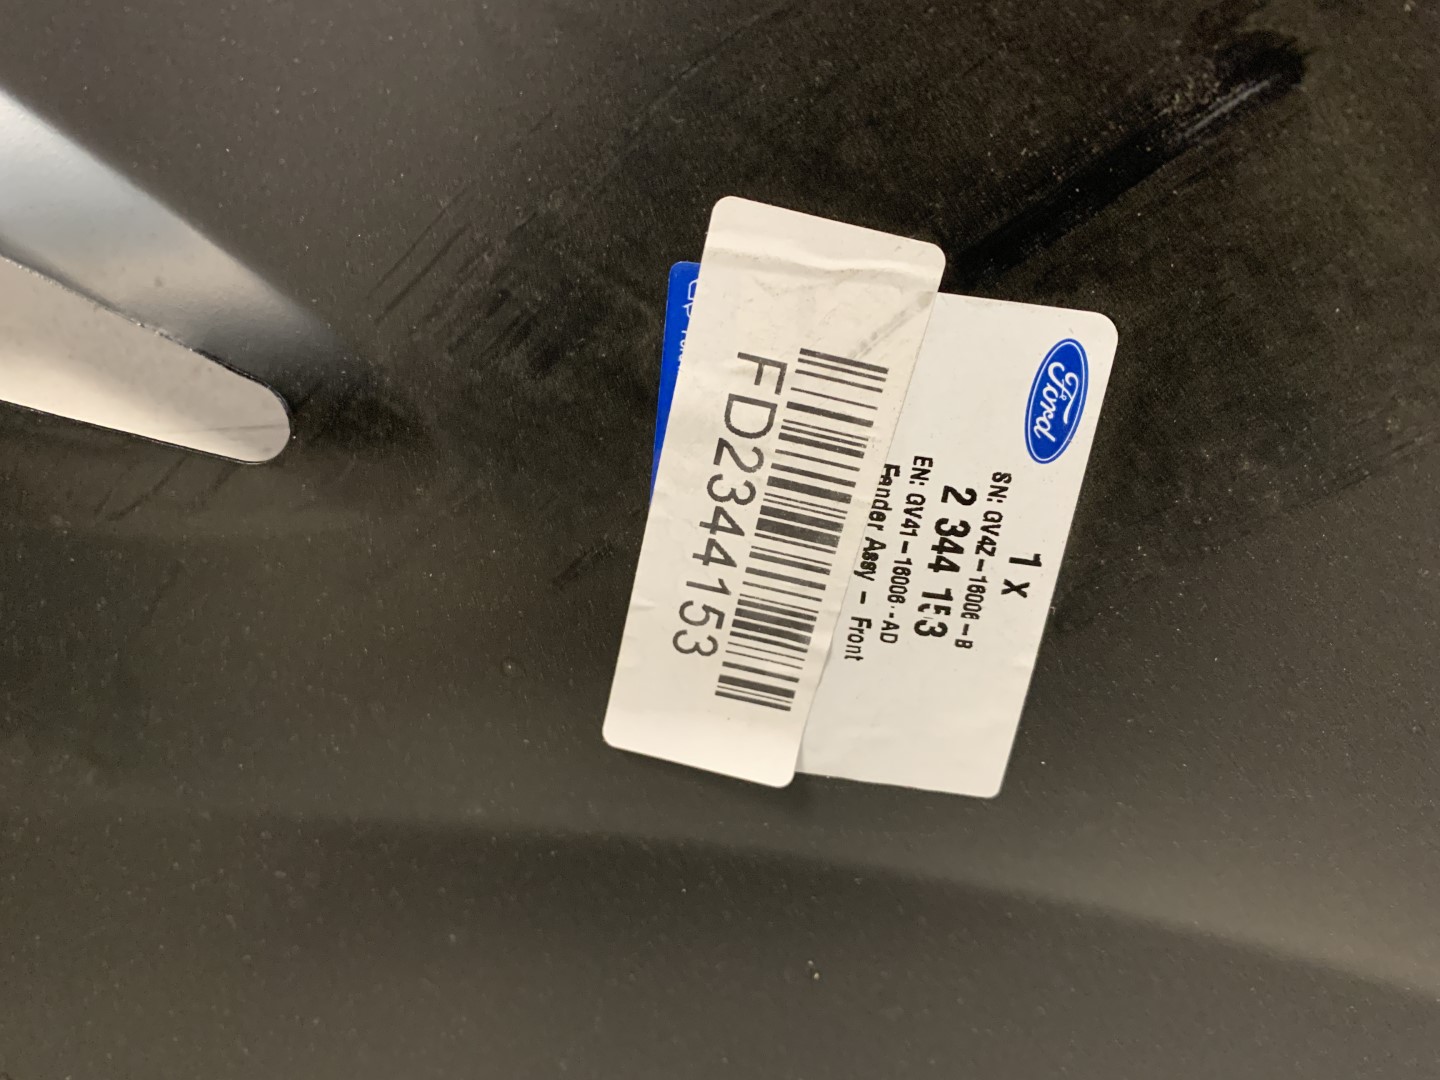 Ford
1 X
SN: GV4Z-16006-B
2 344 153
EN: GV41-16006-AD
Fender Assy - Front
FD2344153